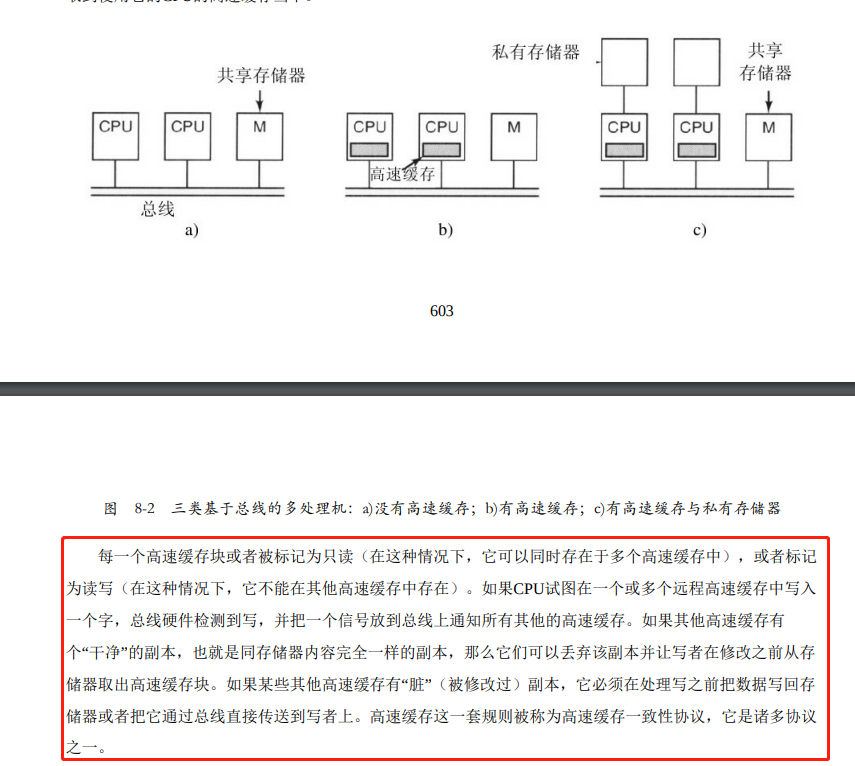 私有存储器
共享
存储器
共享存储器
CPU
CPU
M
CPU
CPU
M
CPU
CPU
M
高速缓存
总线
a)
b)
c)
603
图 8-2 三类基于总线的多处理机：a)没有高速缓存；b)有高速缓存；c)有高速缓存与私有存储器
每一个高速缓存块或者被标记为只读（在这种情况下，它可以同时存在于多个高速缓存中），或者标记
为读写（在这种情况下，它不能在其他高速缓存中存在）。如果CPU试图在一个或多个远程高速缓存中写入
一个字，总线硬件检测到写，并把一个信号放到总线上通知所有其他的高速缓存。如果其他高速缓存有
个“干净”的副本，也就是同存储器内容完全一样的副本，那么它们可以丢弃该副本并让写者在修改之前从存
储器取出高速缓存块。如果某些其他高速缓存有“脏”（被修改过）副本，它必须在处理写之前把数据写回存
储器或者把它通过总线直接传送到写者上。高速缓存这一套规则被称为高速缓存一致性协议，它是诸多协议
之一。